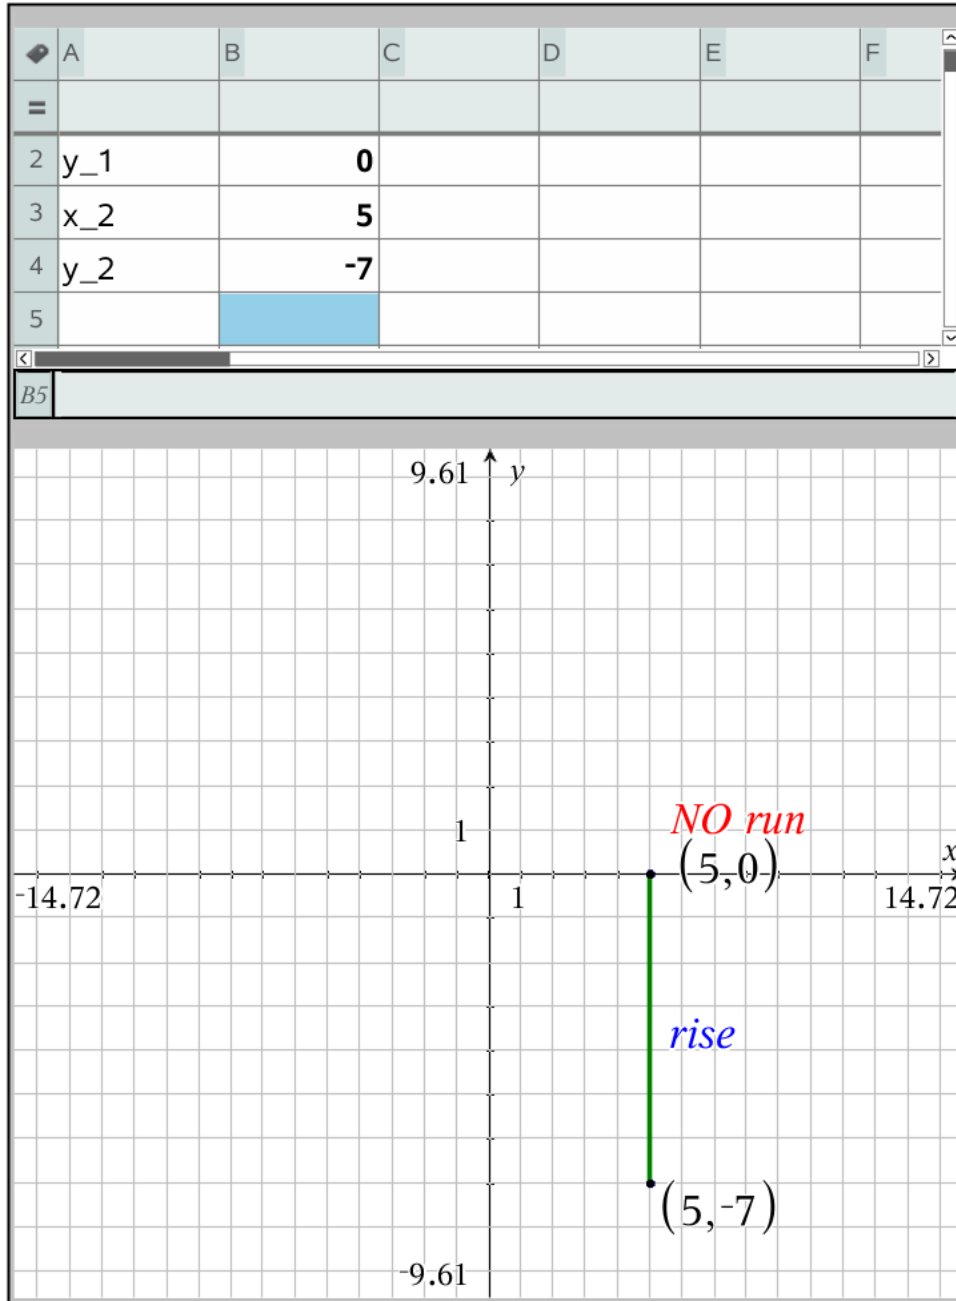 A B C D E F
=
2 y_1 0
3 x_2 5
4 y_2 -7
5
B5
9.61 y
NO run
1
(5,0)
x
-14.72 1 14.72
rise
(5,-7)
-9.61